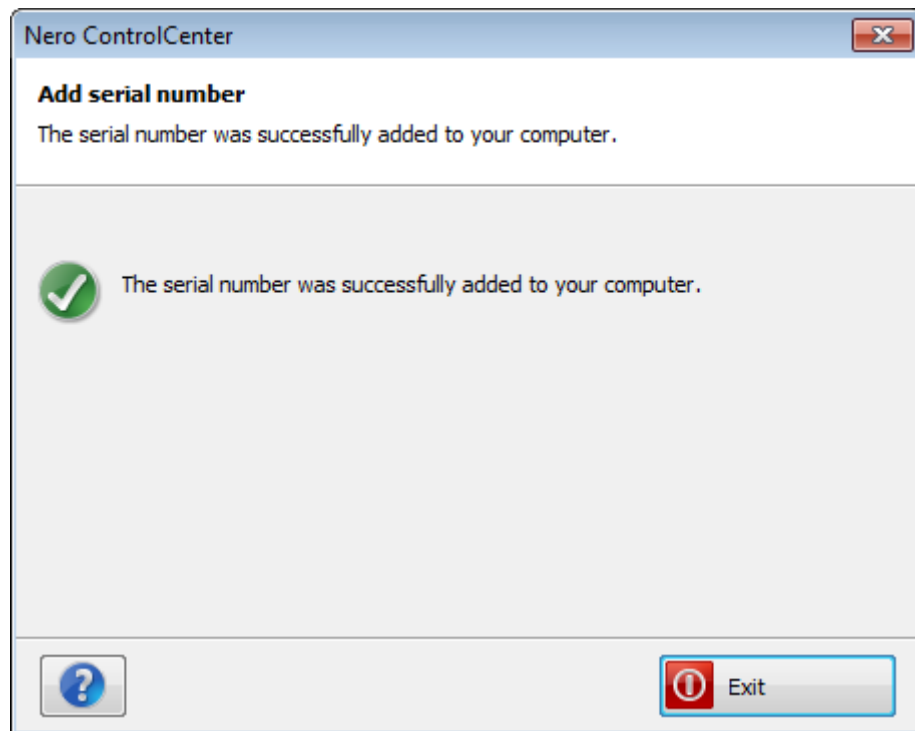 Nero ControlCenter
Add serial number
The serial number was successfully added to your computer.
The serial number was successfully added to your computer.
Exit